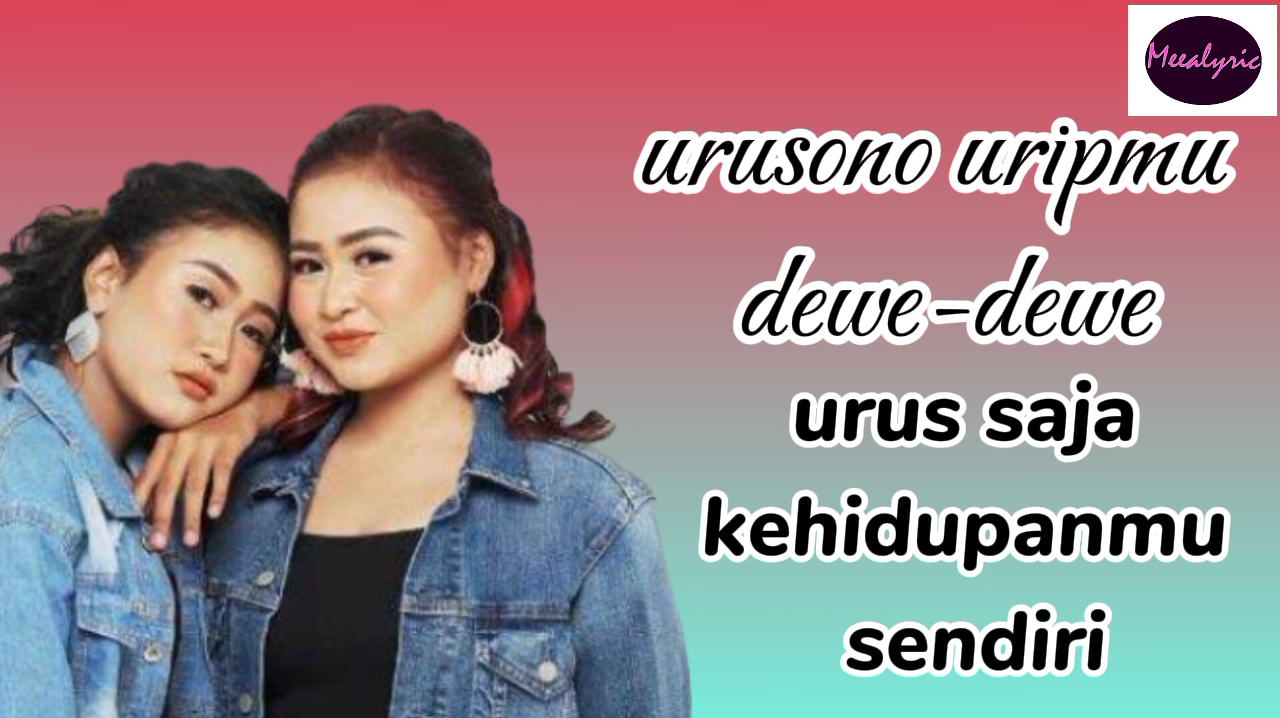 Meealyric
urusono uripmu
dewe-dewe
urus saja
kehidupanmu
sendiri